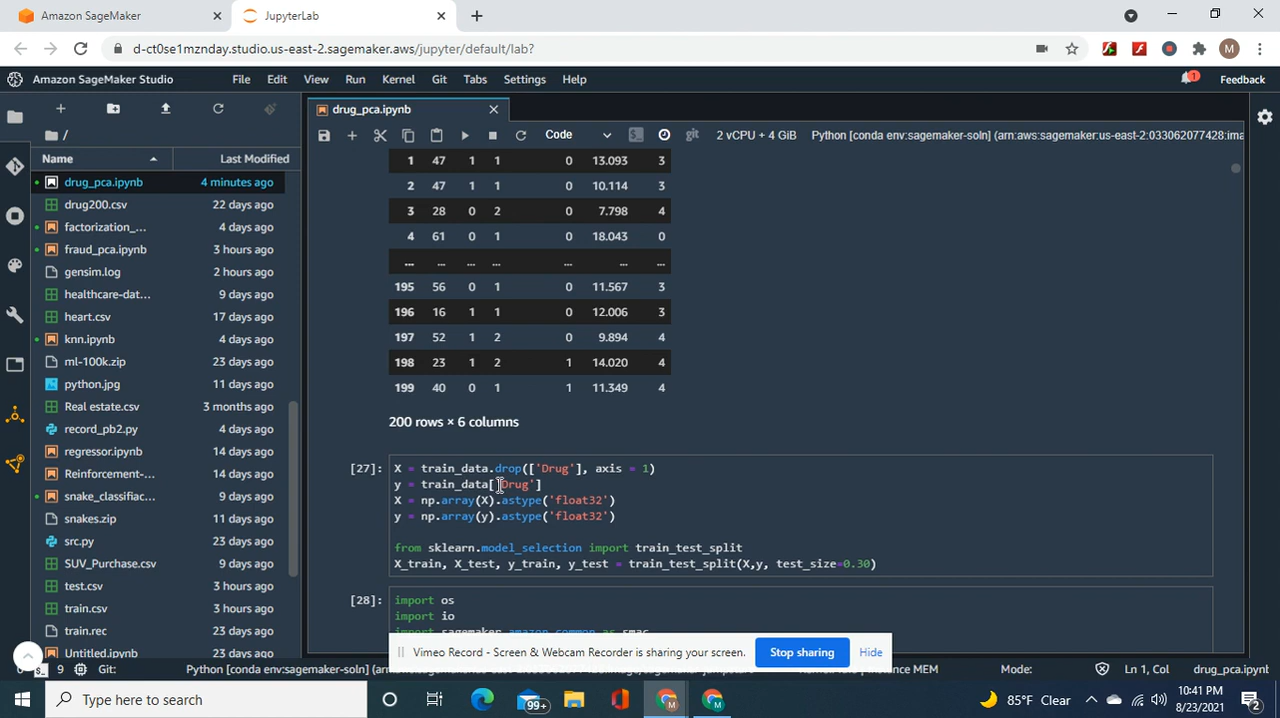 Amazon SageMaker
JupyterLab
d-ct0se1mznday.studio.us-east-2.sagemaker.aws/jupyter/default/lab?
M
Amazon SageMaker Studio
File Edit View Run Kernel Git Tabs Settings Help
1
Feedback
drug_pca.ipynb
Code
git
2 vCPU + 4 GiB
Python [conda env:sagemaker-soln] (arn:aws:sagemaker:us-east-2:033062077428:ima
/
Name
Last Modified
drug_pca.ipynb 4 minutes ago
drug200.csv 22 days ago
factorization_... 4 days ago
fraud_pca.ipynb 3 hours ago
gensim.log 2 hours ago
healthcare-dat... 9 days ago
heart.csv 17 days ago
knn.ipynb 4 days ago
ml-100k.zip 23 days ago
python.jpg 11 days ago
Real estate.csv 3 months ago
record_pb2.py 4 days ago
regressor.ipynb 14 days ago
Reinforcement-... 14 days ago
snake_classifiac... 9 days ago
snakes.zip 9 days ago
src.py 23 days ago
SUV_Purchase.csv 9 days ago
test.csv 3 hours ago
train.csv 3 hours ago
train.rec 23 days ago
Untitled.ipynb 23 days ago
1 47 1 1 0 13.093 3
2 47 1 1 0 10.114 3
3 28 0 2 0 7.798 4
4 61 0 1 0 18.043 0
... ... ... ... ... ... ...
195 56 0 1 0 11.567 3
196 16 1 1 0 12.006 3
197 52 1 2 0 9.894 4
198 23 1 2 1 14.020 4
199 40 0 1 1 11.349 4
200 rows × 6 columns
[27]: X = train_data.drop(['Drug'], axis = 1)
y = train_data['Drug']
X = np.array(X).astype('float32')
y = np.array(y).astype('float32')
from sklearn.model_selection import train_test_split
X_train, X_test, y_train, y_test = train_test_split(X,y, test_size=0.30)
[28]: import os
import io
import sagemaker.amazon.common as smac
Vimeo Record - Screen & Webcam Recorder is sharing your screen.
Stop sharing
Hide
9
Git:
Python [conda env:sagemaker-soln] (
Mode:
Ln 1, Col
drug_pca.ipynb
Type here to search
99+
M
M
85°F Clear
10:41 PM
8/23/2021
2